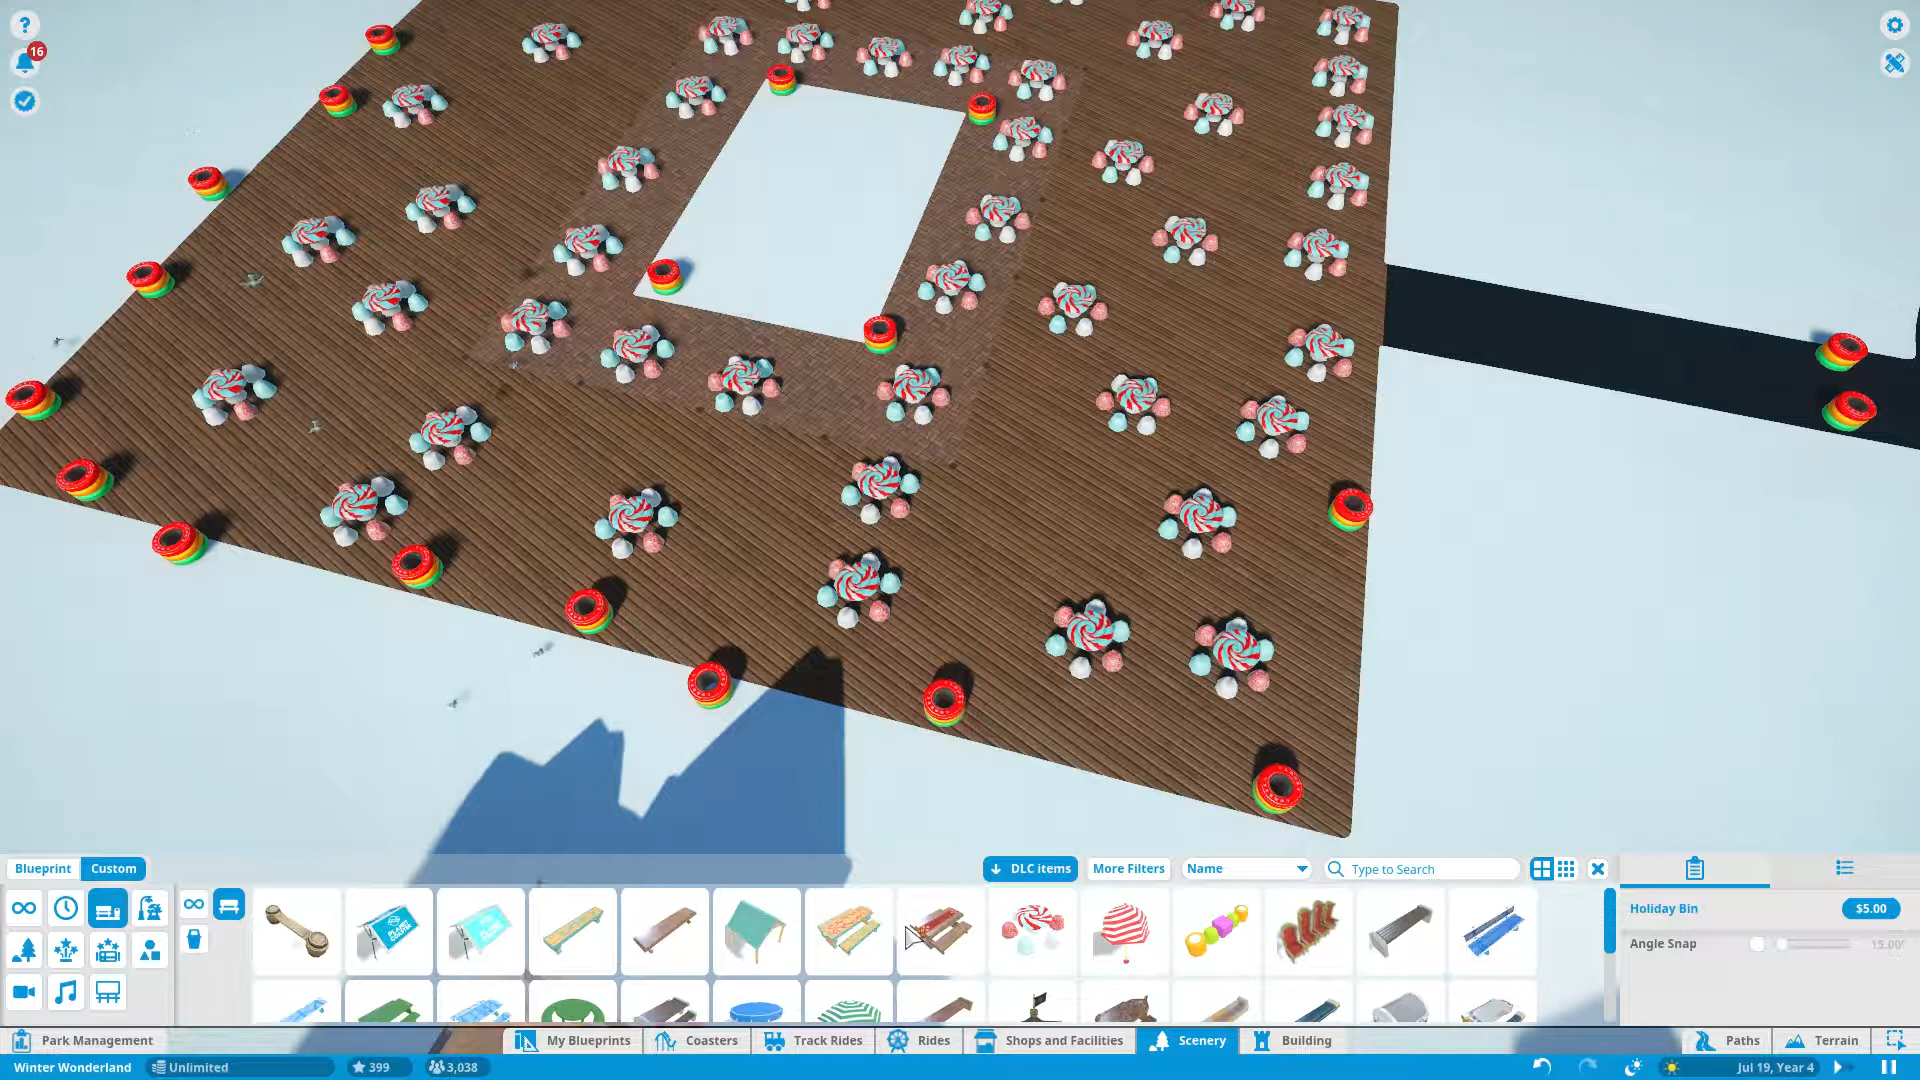 ?
16
Blueprint
Custom
DLC items
More Filters
Name
Type to Search
Holiday Bin
$5.00
Angle Snap
15.00°
Park Management
My Blueprints
Coasters
Track Rides
Rides
Shops and Facilities
Scenery
Building
Paths
Terrain
Winter Wonderland
Unlimited
399
3,038
Jul 19, Year 4